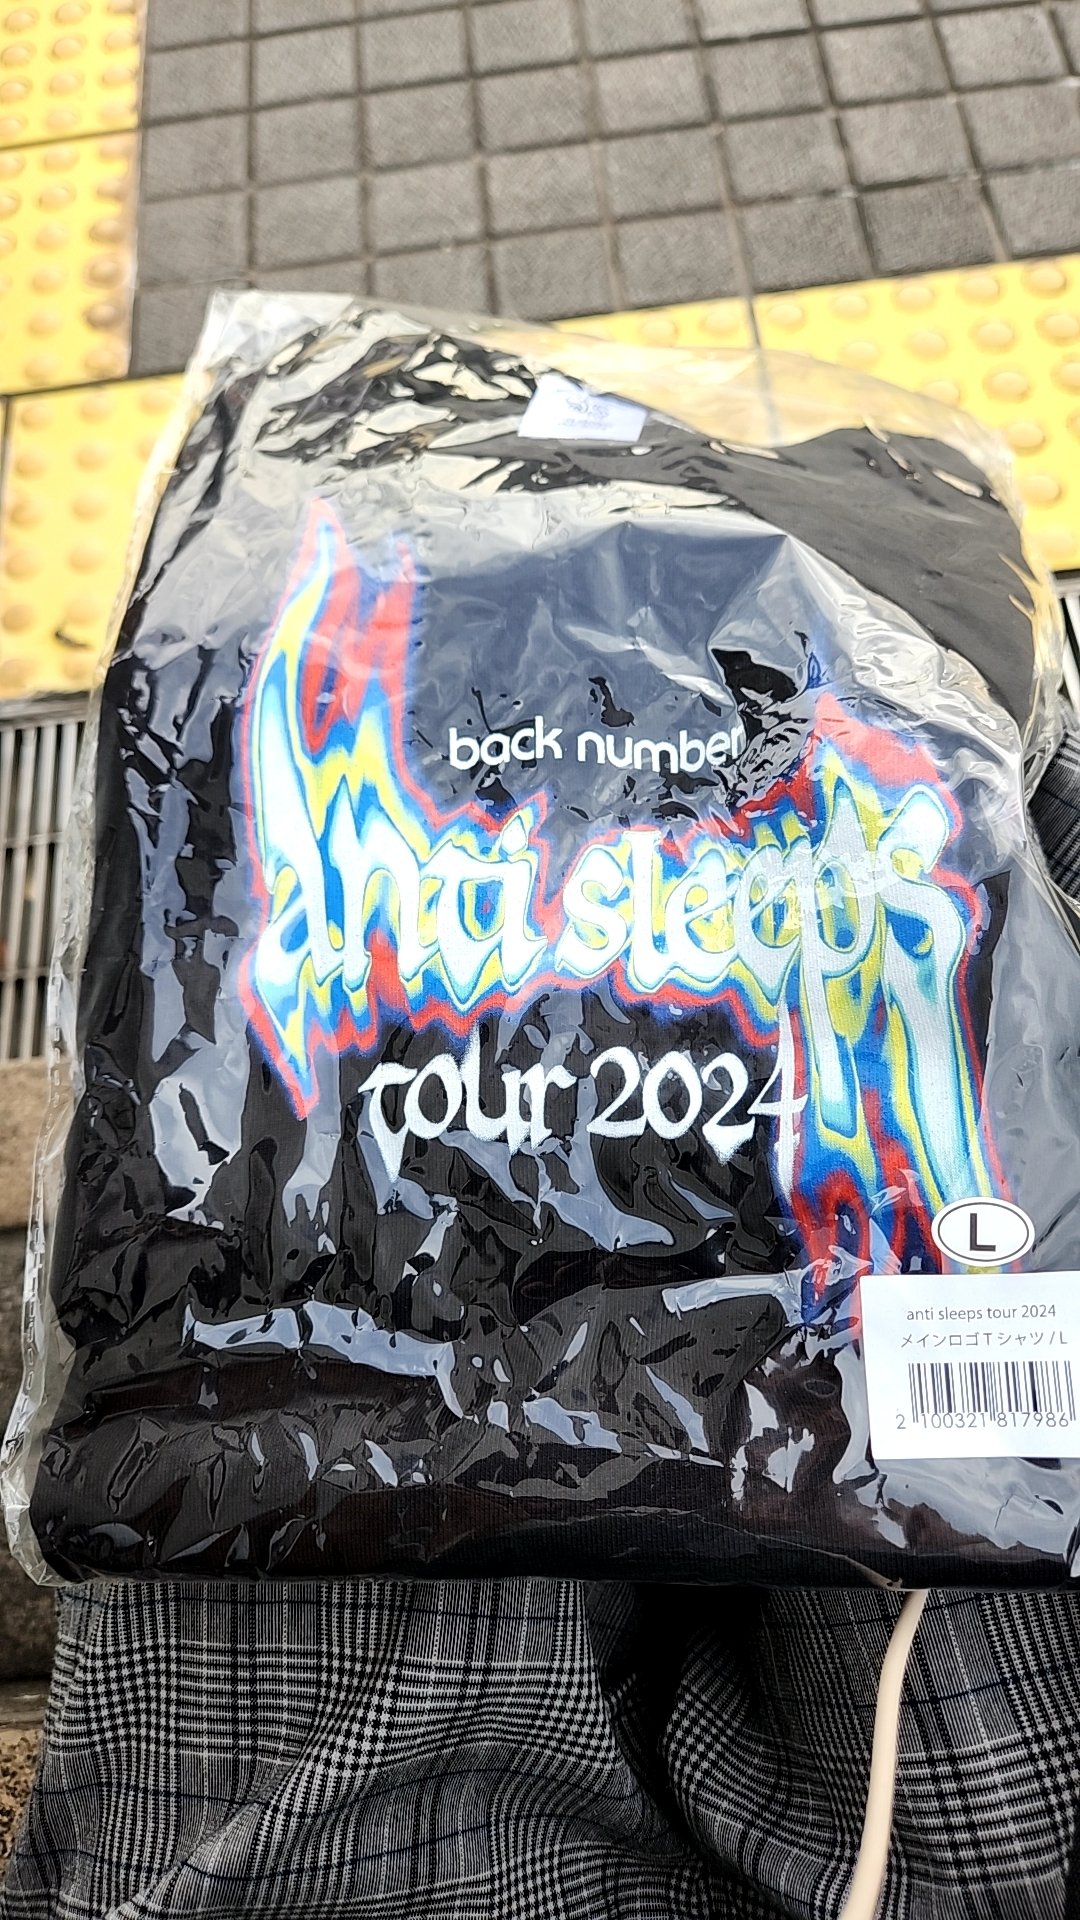 back number
anti sleeps
tour 2024
L
anti sleeps tour 2024
メインロゴTシャツ/L
2 100321 817986